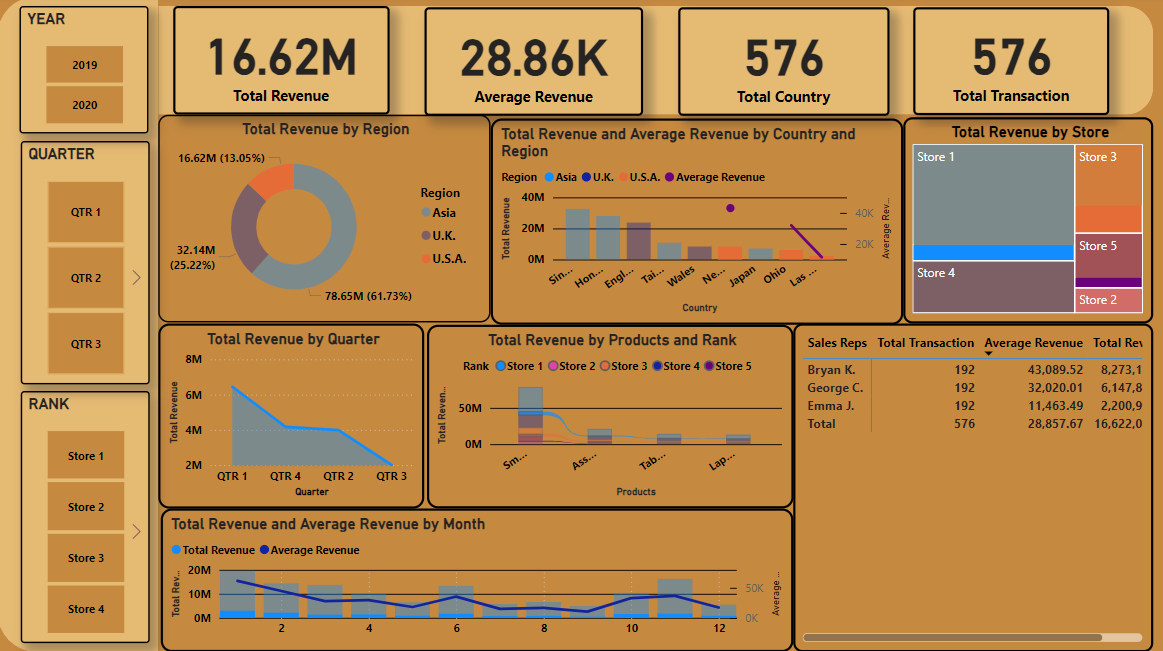 YEAR
2019
2020
QUARTER
QTR 1
QTR 2
QTR 3
RANK
Store 1
Store 2
Store 3
Store 4
16.62M
Total Revenue
28.86K
Average Revenue
576
Total Country
576
Total Transaction
Total Revenue by Region
16.62M (13.05%)
32.14M
(25.22%)
78.65M (61.73%)
Region
Asia
U.K.
U.S.A.
Total Revenue and Average Revenue by Country and
Region
Region Asia U.K. U.S.A. Average Revenue
Total Revenue
40M
20M
0M
40K
20K
Average Rev...
Sin...
Hon...
Engl...
Tai...
Wales
Ne...
Japan
Ohio
Las ...
Country
Total Revenue by Store
Store 1
Store 3
Store 5
Store 4
Store 2
Total Revenue by Quarter
Total Revenue
8M
6M
4M
2M
QTR 1 QTR 4 QTR 2 QTR 3
Quarter
Total Revenue by Products and Rank
Rank Store 1 Store 2 Store 3 Store 4 Store 5
Total Reven...
50M
0M
Sm...
Ass...
Tab...
Lap...
Products
Sales Reps Total Transaction Average Revenue Total Rev
Bryan K. 192 43,089.52 8,273,1
George C. 192 32,020.01 6,147,8
Emma J. 192 11,463.49 2,200,9
Total 576 28,857.67 16,622,0
Total Revenue and Average Revenue by Month
Total Revenue Average Revenue
Total Rev...
20M
10M
0M
50K
0K
Average ...
2 4 6 8 10 12